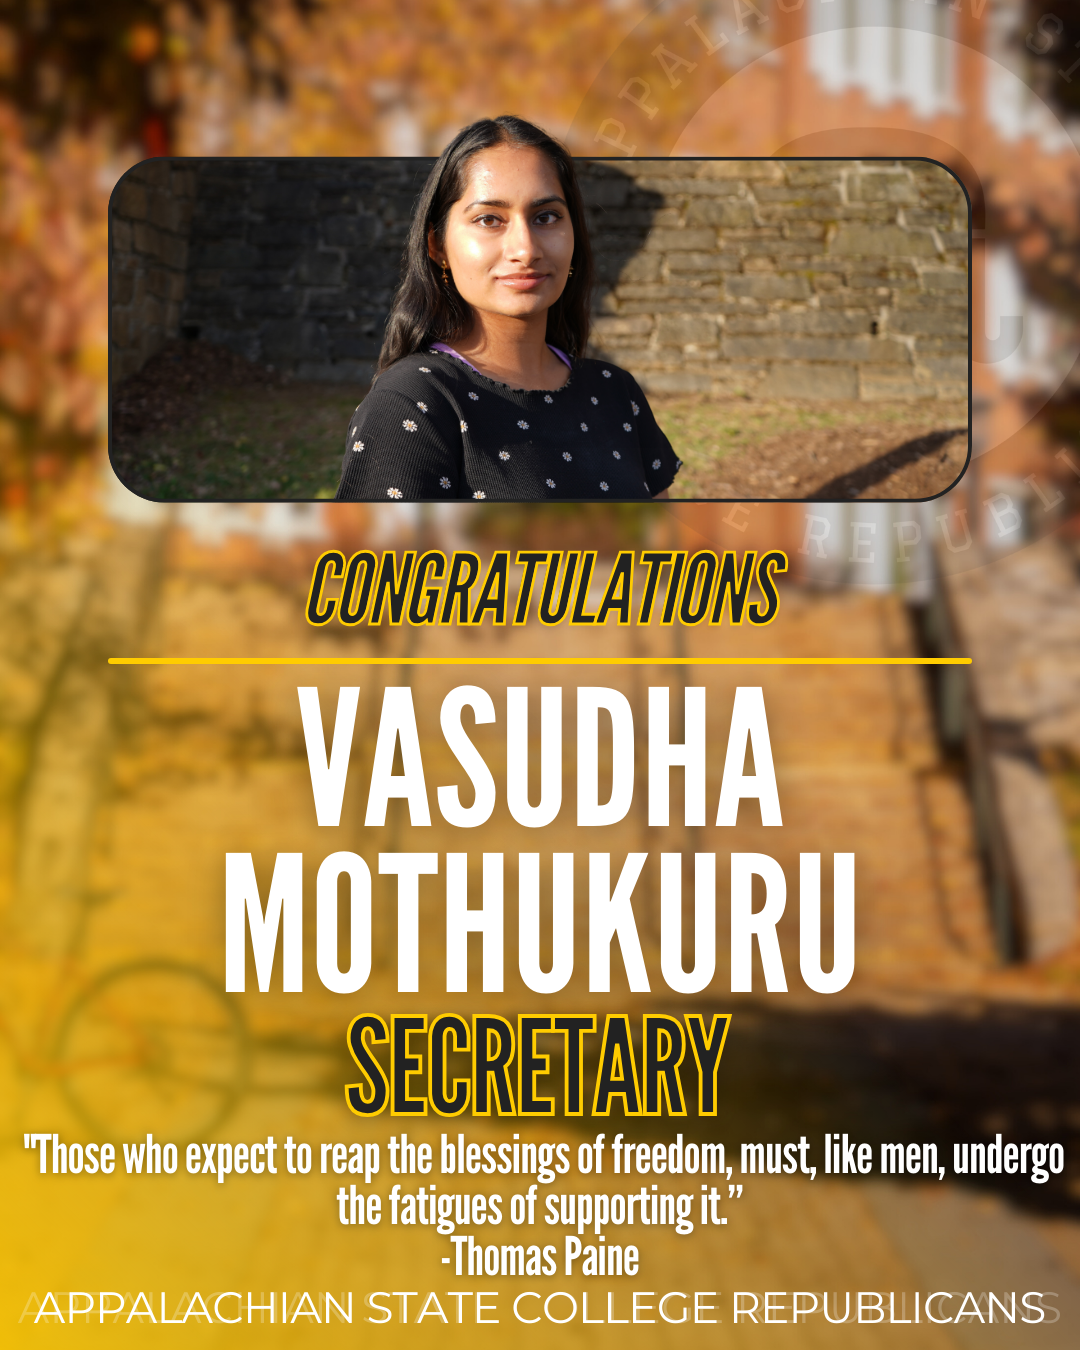 CONGRATULATIONS
VASUDHA
MOTHUKURU
SECRETARY
"Those who expect to reap the blessings of freedom, must, like men, undergo
the fatigues of supporting it.”
-Thomas Paine
APPALACHIAN STATE COLLEGE REPUBLICANS